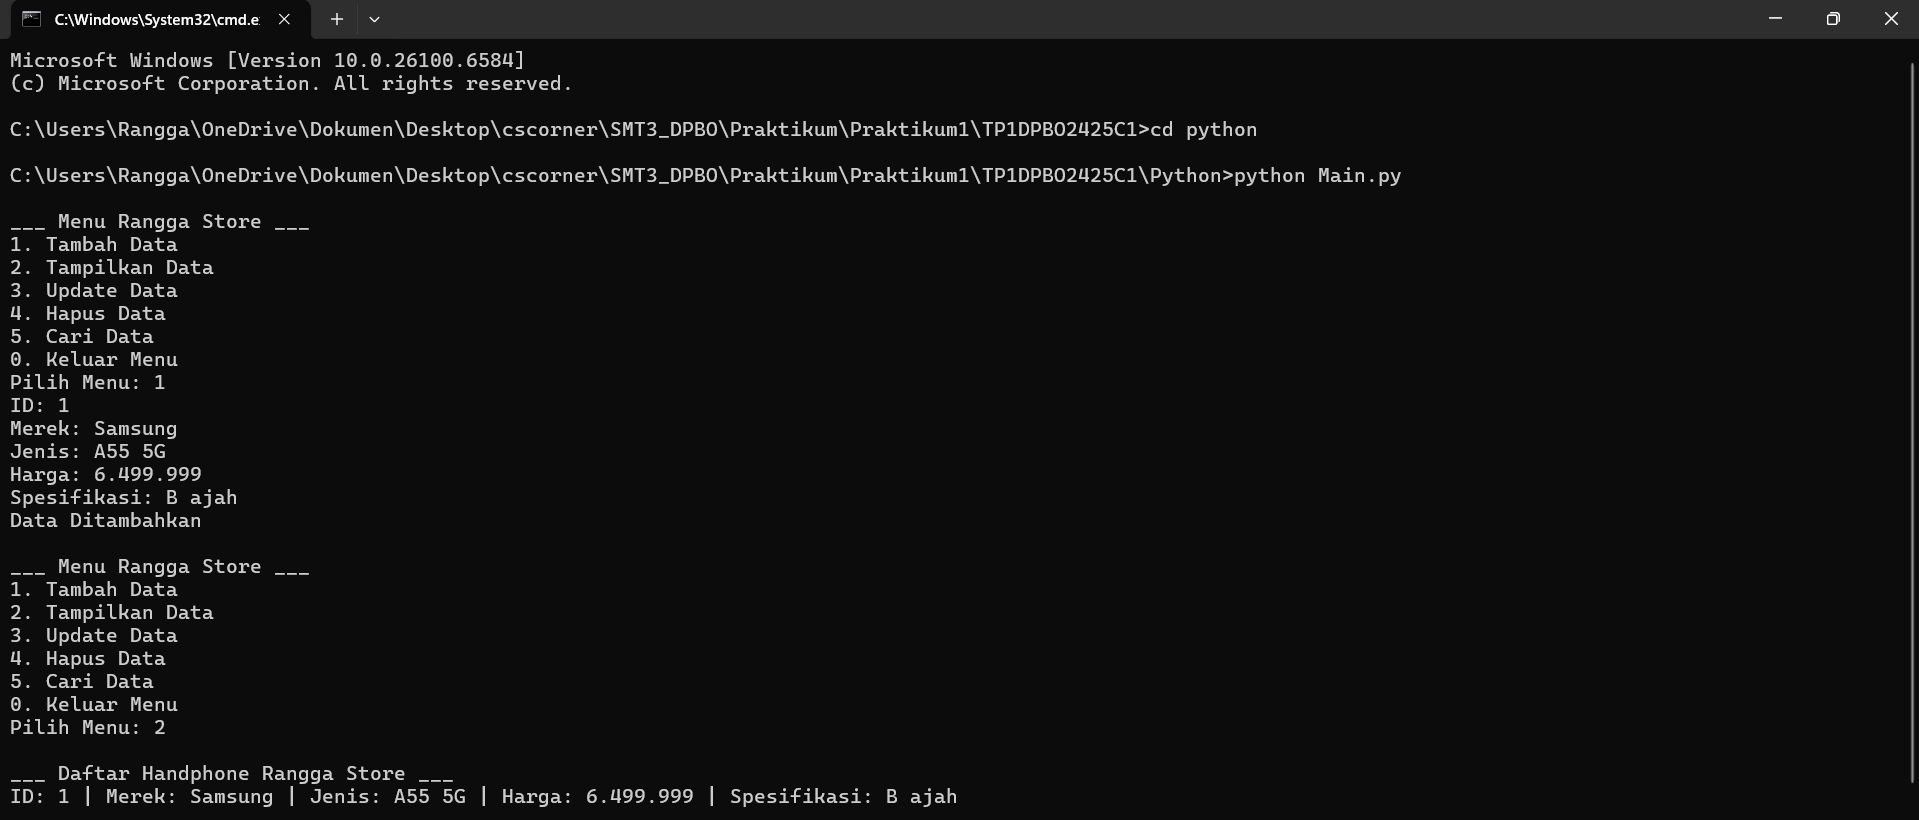 C:\Windows\System32\cmd.e
Microsoft Windows [Version 10.0.26100.6584]
(c) Microsoft Corporation. All rights reserved.
C:\Users\Rangga\OneDrive\Dokumen\Desktop\cscorner\SMT3_DPBO\Praktikum\Praktikum1\TP1DPBO2425C1>cd python
C:\Users\Rangga\OneDrive\Dokumen\Desktop\cscorner\SMT3_DPBO\Praktikum\Praktikum1\TP1DPBO2425C1\Python>python Main.py
___ Menu Rangga Store ___
1. Tambah Data
2. Tampilkan Data
3. Update Data
4. Hapus Data
5. Cari Data
0. Keluar Menu
Pilih Menu: 1
ID: 1
Merek: Samsung
Jenis: A55 5G
Harga: 6.499.999
Spesifikasi: B ajah
Data Ditambahkan
___ Menu Rangga Store ___
1. Tambah Data
2. Tampilkan Data
3. Update Data
4. Hapus Data
5. Cari Data
0. Keluar Menu
Pilih Menu: 2
___ Daftar Handphone Rangga Store ___
ID: 1 | Merek: Samsung | Jenis: A55 5G | Harga: 6.499.999 | Spesifikasi: B ajah